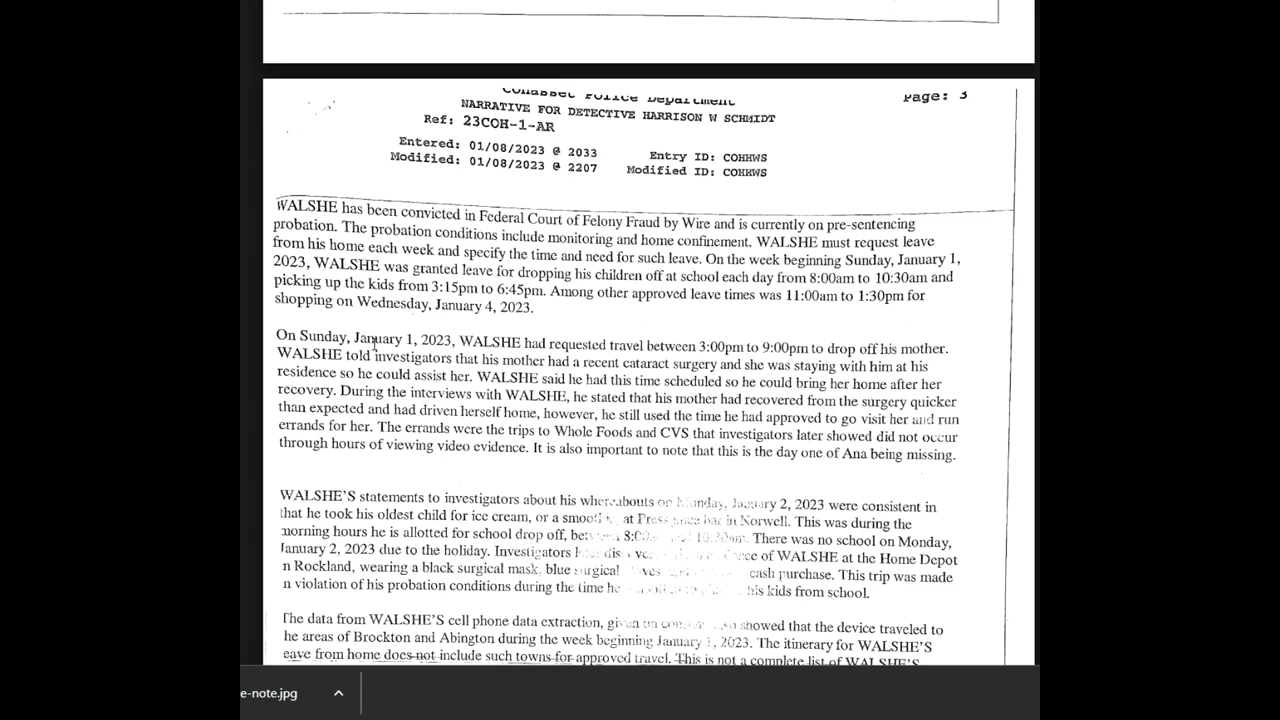 Page: 3
NARRATIVE FOR DETECTIVE HARRISON W SCHMIDT
Ref: 23COH-1-AR
Entered: 01/08/2023 @ 2033 Entry ID: COHHWS
Modified: 01/08/2023 @ 2207 Modified ID: COHHWS
WALSHE has been convicted in Federal Court of Felony Fraud by Wire and is currently on pre-sentencing
probation. The probation conditions include monitoring and home confinement. WALSHE must request leave
from his home each week and specify the time and need for such leave. On the week beginning Sunday, January 1,
2023, WALSHE was granted leave for dropping his children off at school each day from 8:00am to 10:30am and
picking up the kids from 3:15pm to 6:45pm. Among other approved leave times was 11:00am to 1:30pm for
shopping on Wednesday, January 4, 2023.
On Sunday, January 1, 2023, WALSHE had requested travel between 3:00pm to 9:00pm to drop off his mother.
WALSHE told investigators that his mother had a recent cataract surgery and she was staying with him at his
residence so he could assist her. WALSHE said he had this time scheduled so he could bring her home after her
recovery. During the interviews with WALSHE, he stated that his mother had recovered from the surgery quicker
than expected and had driven herself home, however, he still used the time he had approved to go visit her and run
errands for her. The errands were the trips to Whole Foods and CVS that investigators later showed did not occur
through hours of viewing video evidence. It is also important to note that this is the day one of Ana being missing.
WALSHE'S statements to investigators about his whereabouts on Monday, January 2, 2023 were consistent in
that he took his oldest child for ice cream, or a at juice bar in Norwell. This was during the
morning hours he is allotted for school drop off, between 8:00am 10:30am. There was no school on Monday,
January 2, 2023 due to the holiday. Investigators of WALSHE at the Home Depot
n Rockland, wearing a black surgical mask, blue surgical cash purchase. This trip was made
n violation of his probation conditions during the time he his kids from school.
The data from WALSHE'S cell phone data extraction, given on showed that the device traveled to
he areas of Brockton and Abington during the week beginning January 1, 2023. The itinerary for WALSHE'S
eave from home does not include such towns for approved travel. This is not a complete list of WALSHE'S
e-note.jpg